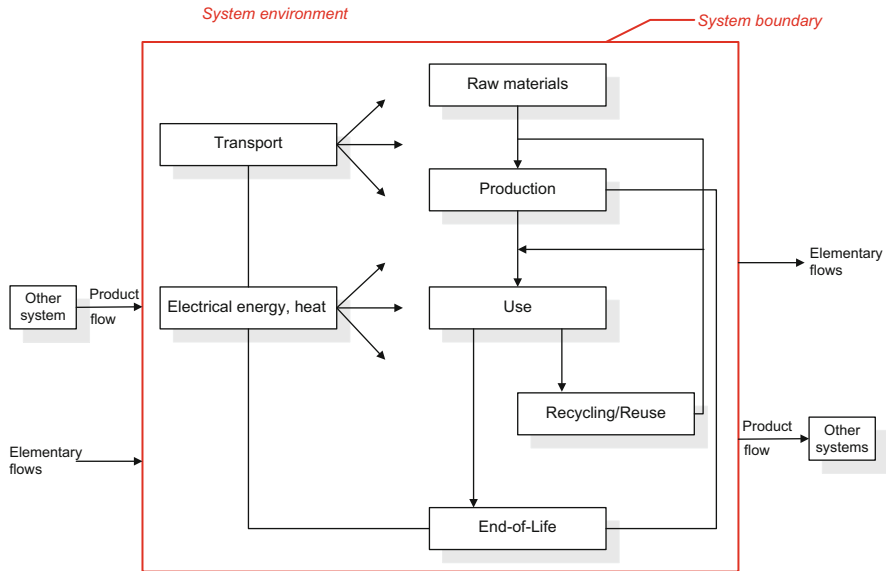 System environment
System boundary
Raw materials
Transport
Production
Elementary
flows
Other
system
Product
flow
Electrical energy, heat
Use
Recycling/Reuse
Product
flow
Other
systems
Elementary
flows
End-of-Life